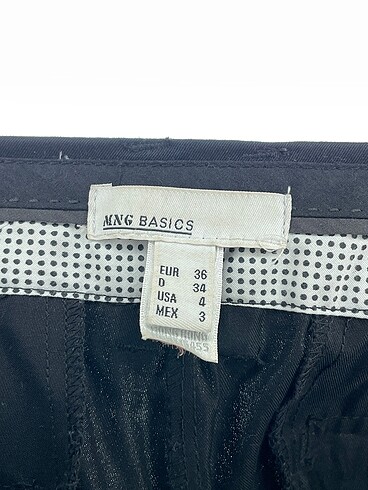 MNG BASICS
EUR 36
D 34
USA 4
MEX 3